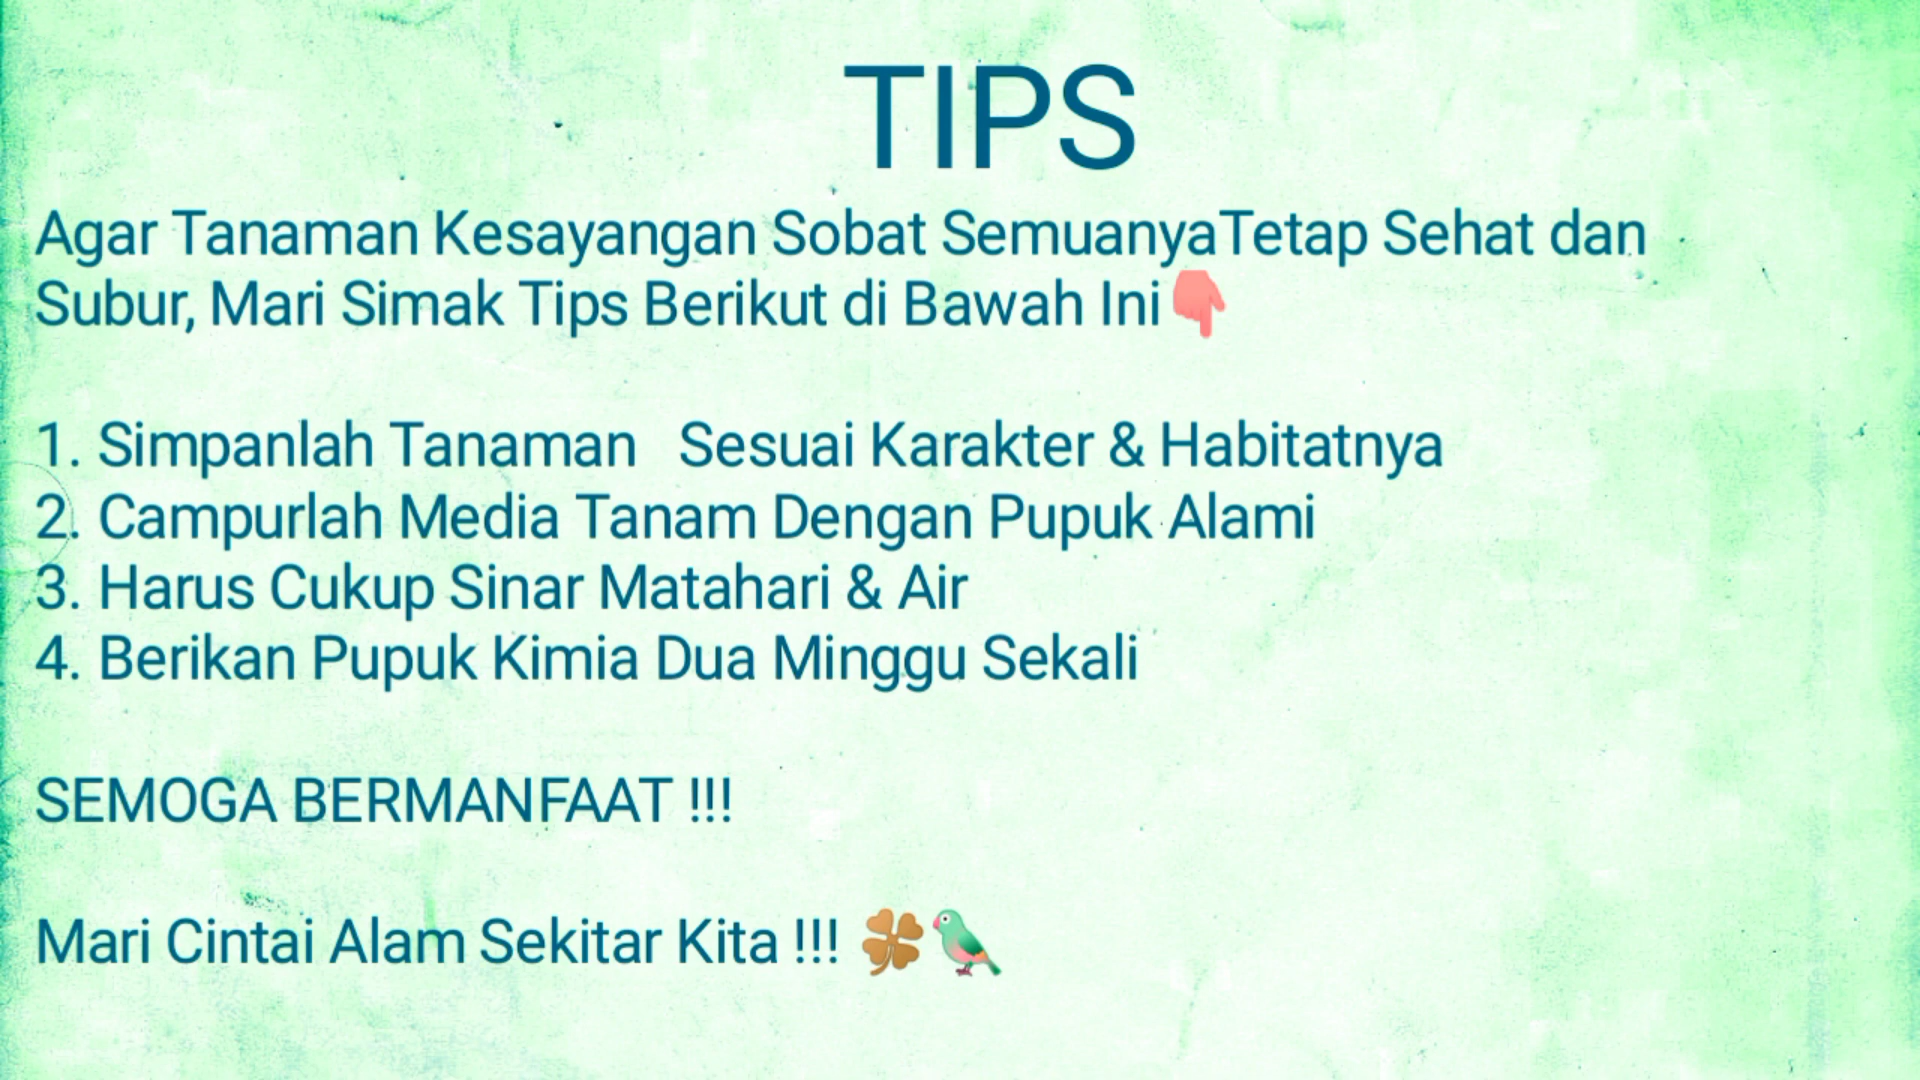 TIPS
Agar Tanaman Kesayangan Sobat SemuanyaTetap Sehat dan
Subur, Mari Simak Tips Berikut di Bawah Ini👇
1. Simpanlah Tanaman   Sesuai Karakter & Habitatnya
2. Campurlah Media Tanam Dengan Pupuk Alami
3. Harus Cukup Sinar Matahari & Air
4. Berikan Pupuk Kimia Dua Minggu Sekali
SEMOGA BERMANFAAT !!!
Mari Cintai Alam Sekitar Kita !!! 🍀🦜